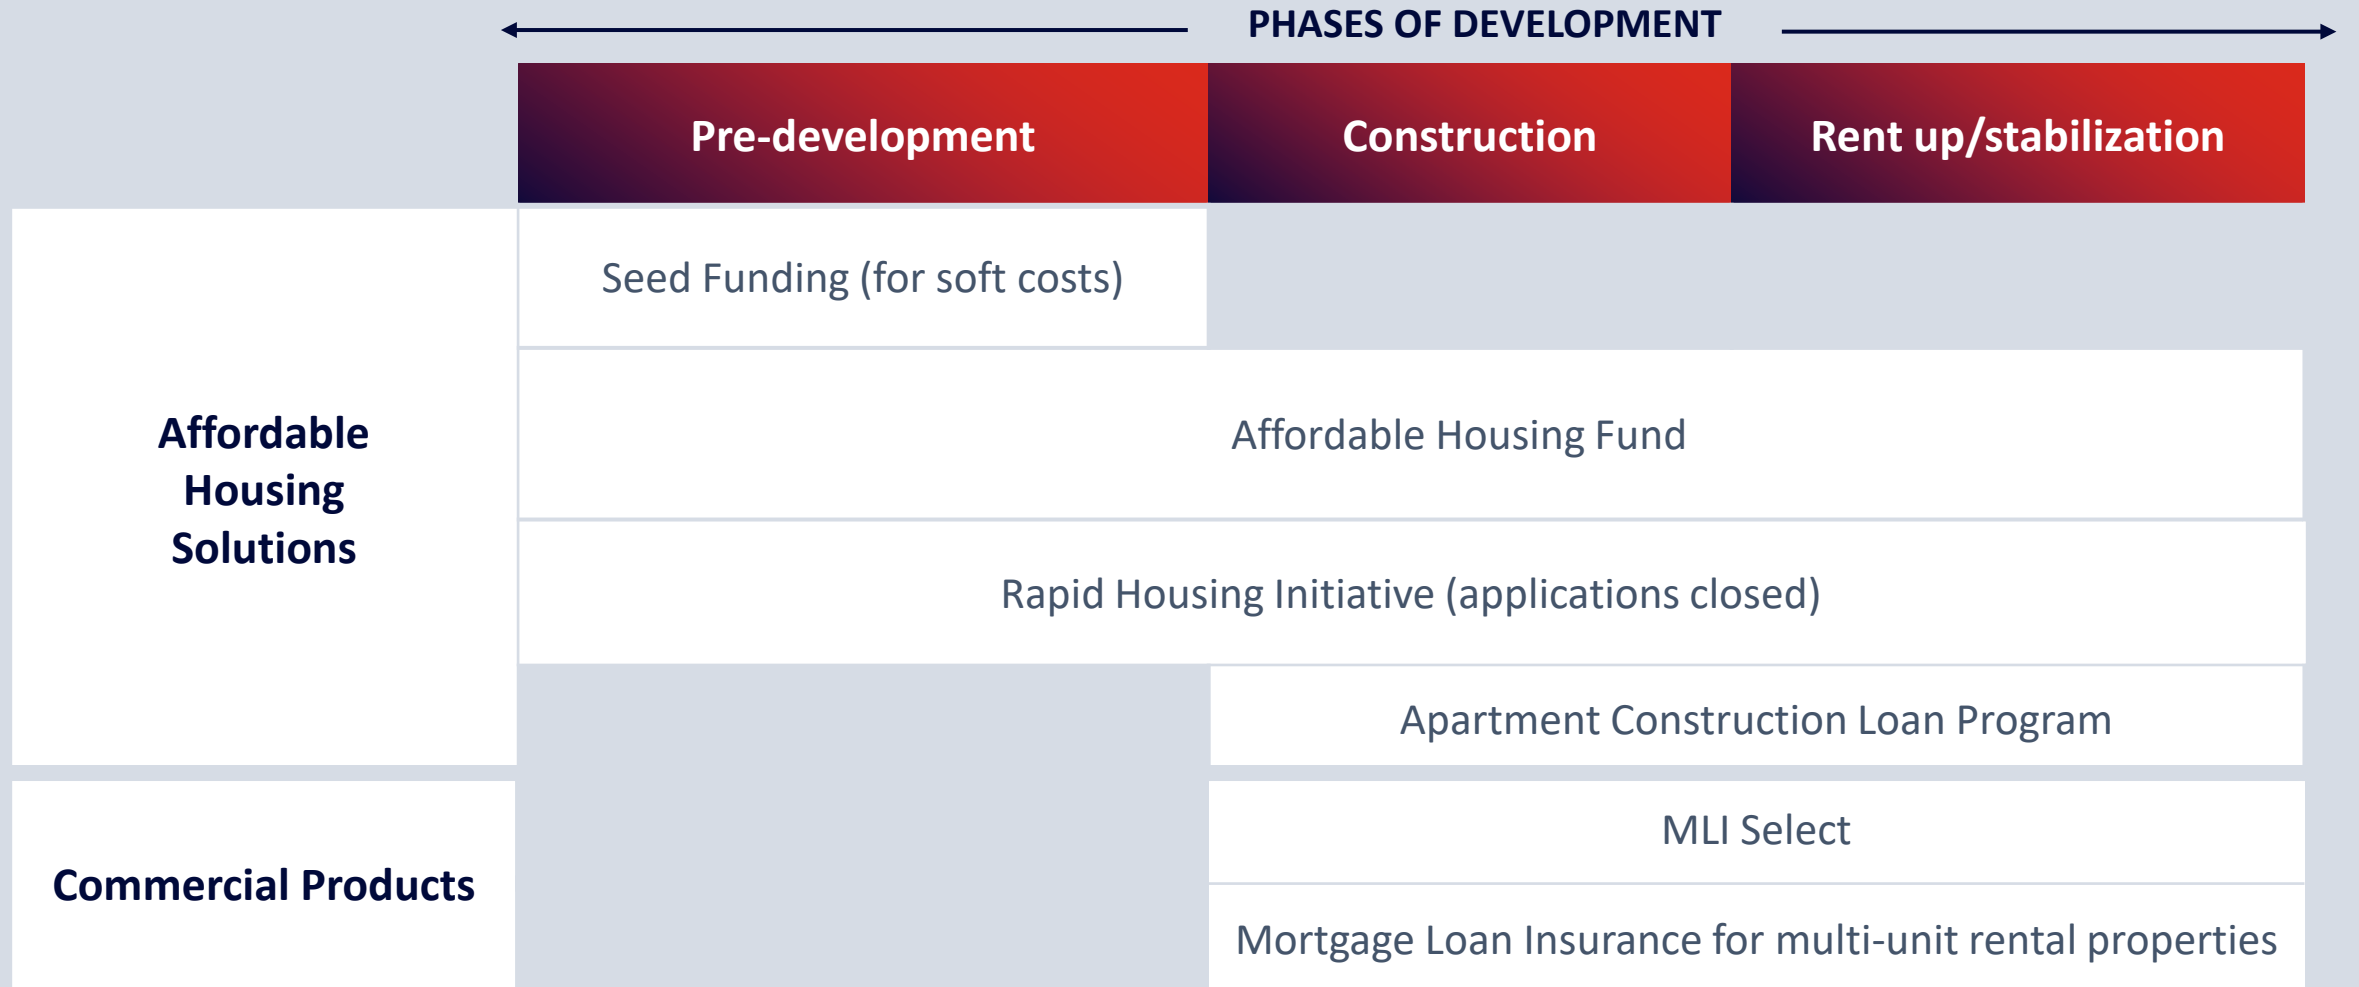 PHASES OF DEVELOPMENT
Pre-development
Construction
Rent up/stabilization
Affordable
Housing
Solutions
Seed Funding (for soft costs)
Affordable Housing Fund
Rapid Housing Initiative (applications closed)
Apartment Construction Loan Program
Commercial Products
MLI Select
Mortgage Loan Insurance for multi-unit rental properties